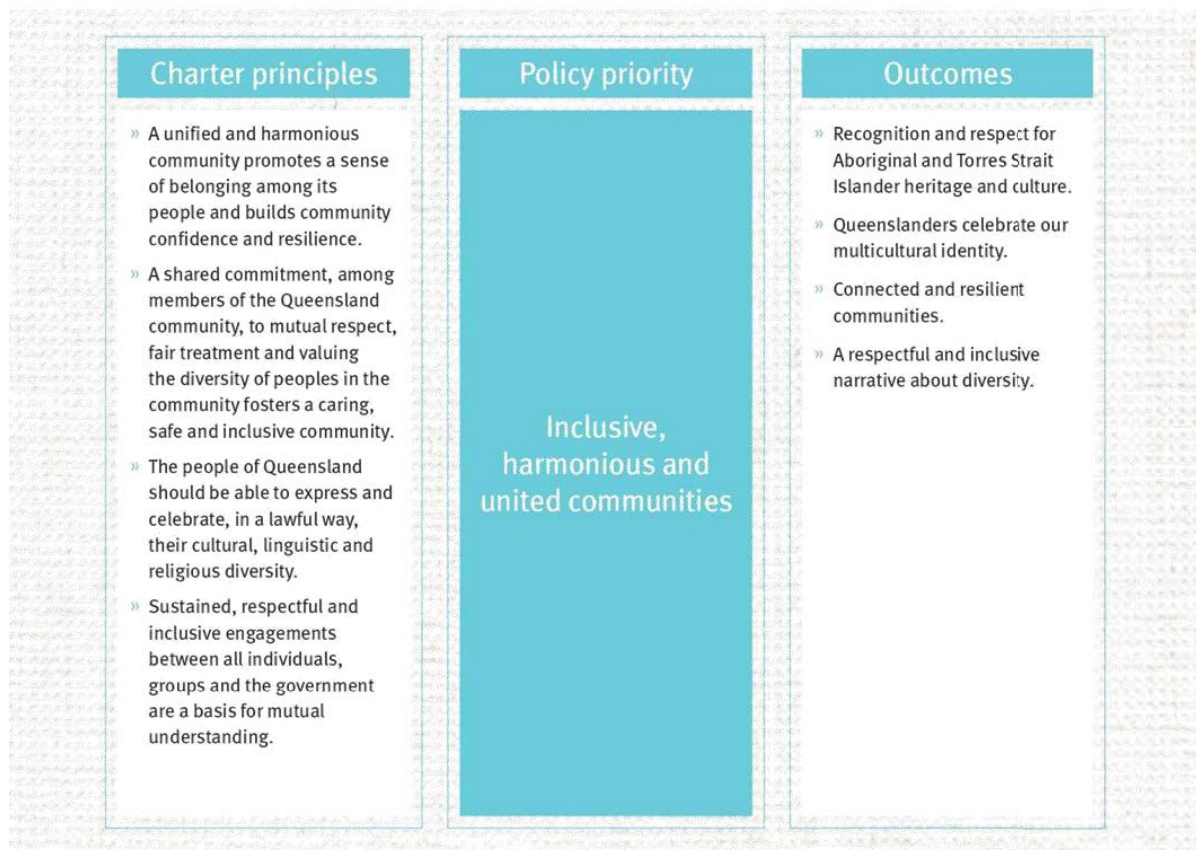 Charter principles
» A unified and harmonious
community promotes a sense
of belonging among its
people and builds community
confidence and resilience.
» A shared commitment, among
members of the Queensland
community, to mutual respect,
fair treatment and valuing
the diversity of peoples in the
community fosters a caring,
safe and inclusive community.
» The people of Queensland
should be able to express and
celebrate, in a lawful way,
their cultural, linguistic and
religious diversity.
» Sustained, respectful and
inclusive engagements
between all individuals,
groups and the government
are a basis for mutual
understanding.
Policy priority
Inclusive,
harmonious and
united communities
Outcomes
» Recognition and respect for
Aboriginal and Torres Strait
Islander heritage and culture.
» Queenslanders celebrate our
multicultural identity.
» Connected and resilient
communities.
» A respectful and inclusive
narrative about diversity.